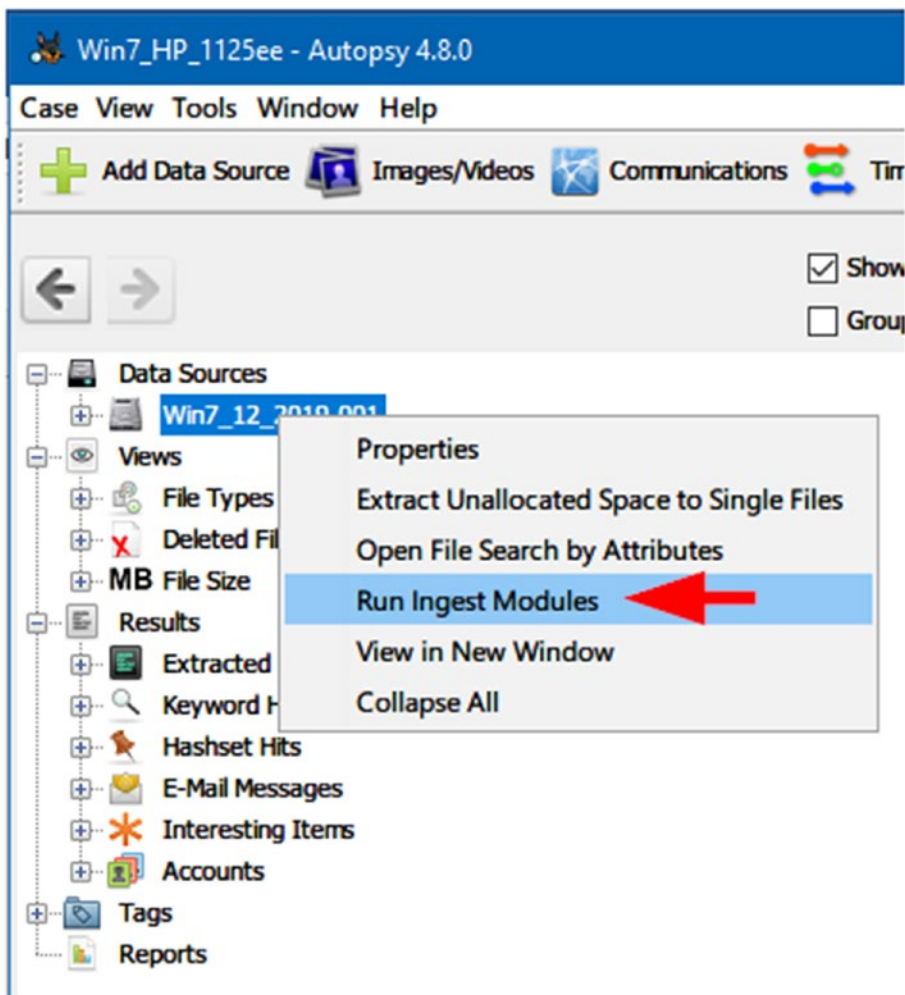 Win7_HP_1125ee - Autopsy 4.8.0
Case View Tools Window Help
Add Data Source Images/Videos Communications
Show
Data Sources
Views
File Types
Deleted
MB File Size
Results
Extracted
Keyword
Hashset Hits
E-Mail Messages
Interesting Items
Accounts
Tags
Reports
Properties
Extract Unallocated Space to Single Files
Open File Search by Attributes
Run Ingest Modules
View in New Window
Collapse All